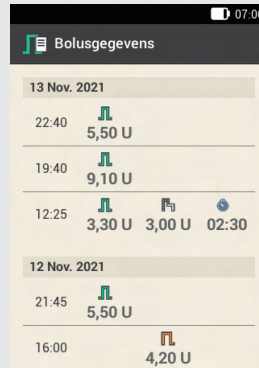 07:00
Bolusgegevens
13 Nov. 2021
22:40
5,50 U
19:40
9,10 U
12:25
3,30 U 3,00 U 02:30
12 Nov. 2021
21:45
5,50 U
16:00
4,20 U